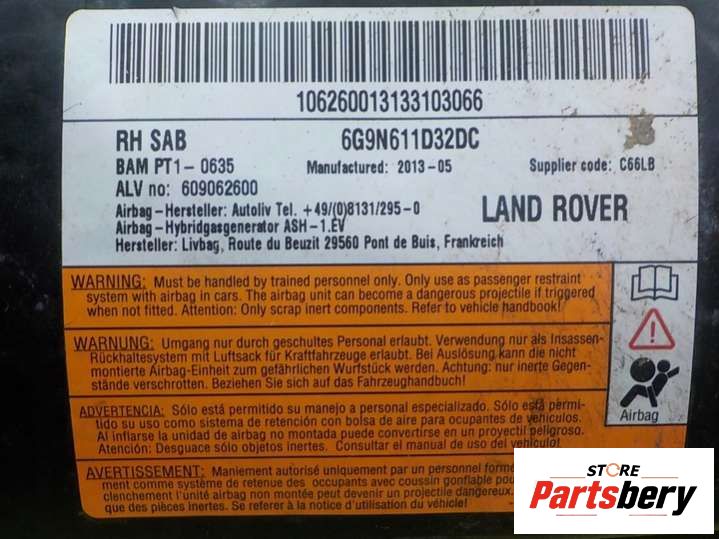 106260013133103066
RH SAB 6G9N611D32DC
BAM PT1-0635 Manufactured: 2013-05 Supplier code: C66LB
ALV no: 609062600
Airbag-Hersteller: Autoliv Tel. +49/(0)8131/295-0
Airbag-Hybridgasgenerator ASH-1.EV
LAND ROVER
Hersteller: Livbag, Route du Beuzit 29560 Pont de Buis, Frankreich
WARNING: Must be handled by trained personnel only. Only use as passenger restraint
system with airbag in cars. The airbag unit can become a dangerous projectile if triggered
when not fitted. Attention: Only scrap inert components. Refer to vehicle handbook!
WARNUNG: Umgang nur durch geschultes Personal erlaubt. Verwendung nur als Insassen-
Rückhaltesystem mit Luftsack für Kraftfahrzeuge erlaubt. Bei Auslösung kann die nicht
montierte Airbag-Einheit zum gefährlichen Wurfstück werden. Achtung: nur inerte Gegen-
stände verschrotten. Beziehen Sie sich auf das Fahrzeughandbuch!
ADVERTENCIA: Sólo está permitido su manejo a personal especializado. Sólo está permiti-
do su uso como sistema de retención con bolsa de aire para ocupantes de vehículos.
Al inflarse la unidad de airbag no montada puede convertirse en un proyectil peligroso.
Atención: Desguace sólo objetos inertes. Consultar el manual de uso del vehículo!
Airbag
AVERTISSEMENT: Maniement autorisé uniquement par un personnel formé
ment comme système de retenue des occupants avec coussin gonflable pou
clenchement l'unité airbag non montée peut devenir un projectile dangereux.
que des pièces inertes. Se referer à la notice d'utilisation du véhicule!
STORE
Partsbery